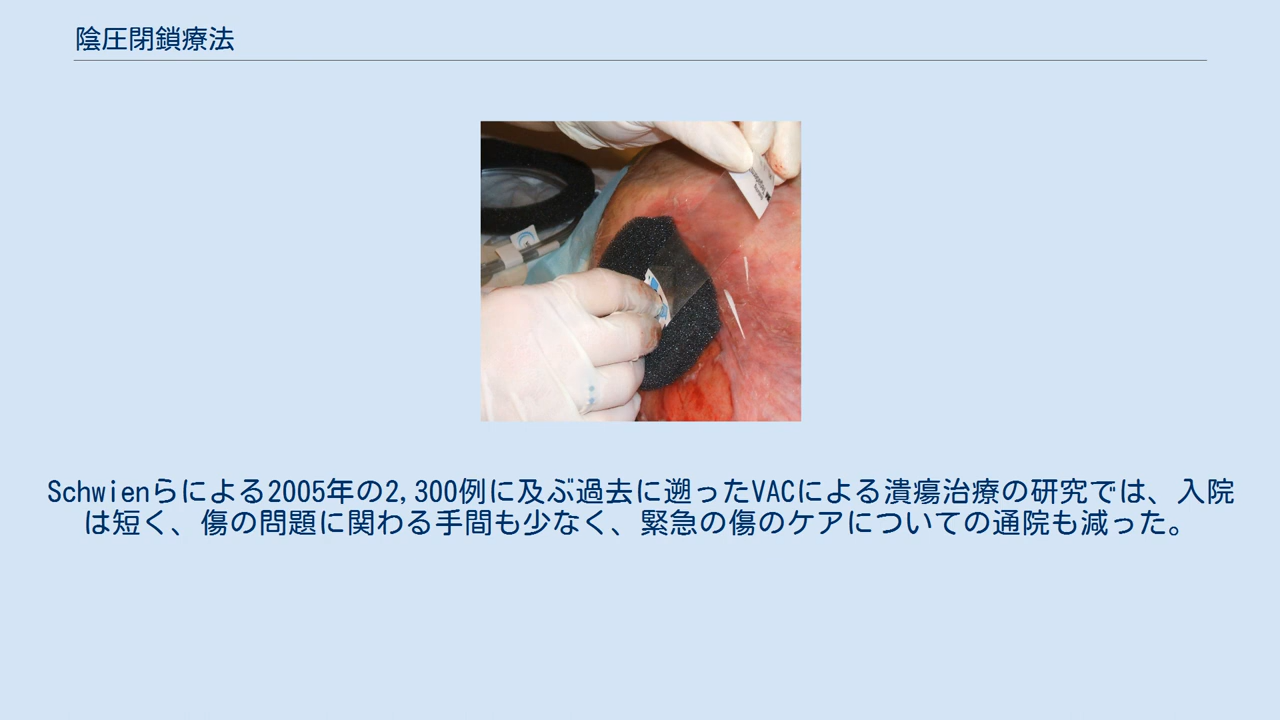 陰圧閉鎖療法
Schwienらによる2005年の2,300例に及ぶ過去に遡ったVACによる潰瘍治療の研究では、入院
は短く、傷の問題に関わる手間も少なく、緊急の傷のケアについての通院も減った。